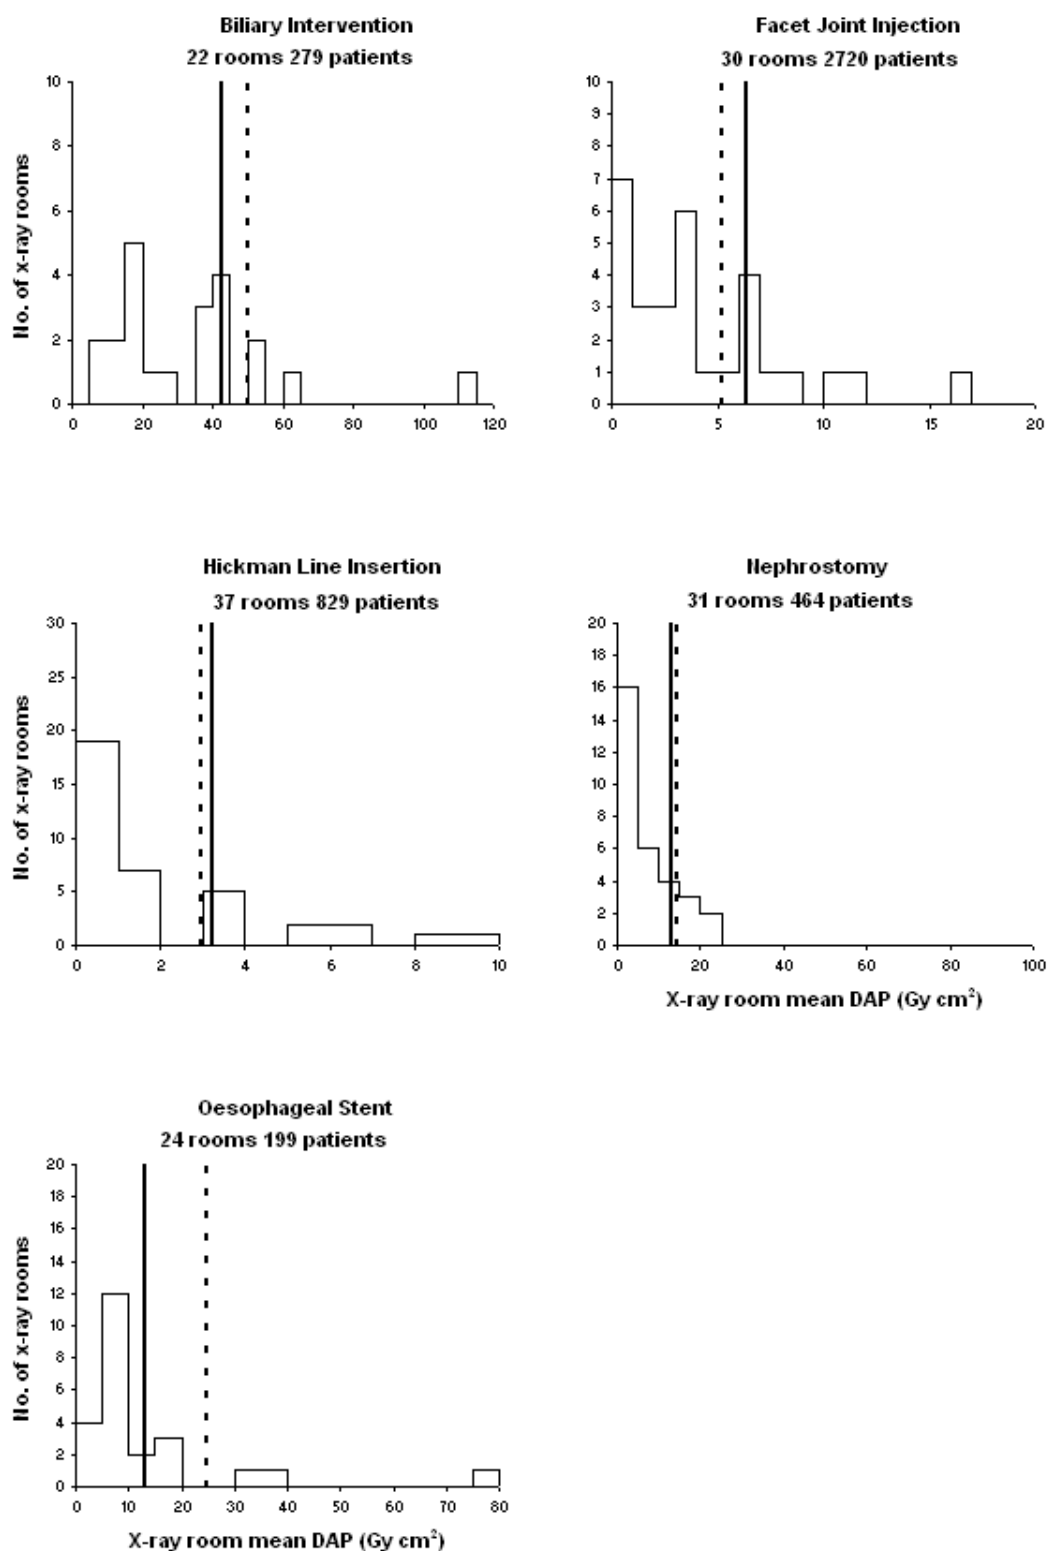 Biliary Intervention
22 rooms 279 patients
No. of x-ray rooms
10
8
6
4
2
0
0 20 40 60 80 100 120
Facet Joint Injection
30 rooms 2720 patients
10
9
8
7
6
5
4
3
2
1
0
0 5 10 15 20
Hickman Line Insertion
37 rooms 829 patients
No. of x-ray rooms
30
25
20
15
10
5
0
0 2 4 6 8 10
Nephrostomy
31 rooms 464 patients
20
18
16
14
12
10
8
6
4
2
0
0 20 40 60 80 100
X-ray room mean DAP (Gy cm²)
Oesophageal Stent
24 rooms 199 patients
No. of x-ray rooms
20
18
16
14
12
10
8
6
4
2
0
0 10 20 30 40 50 60 70 80
X-ray room mean DAP (Gy cm²)